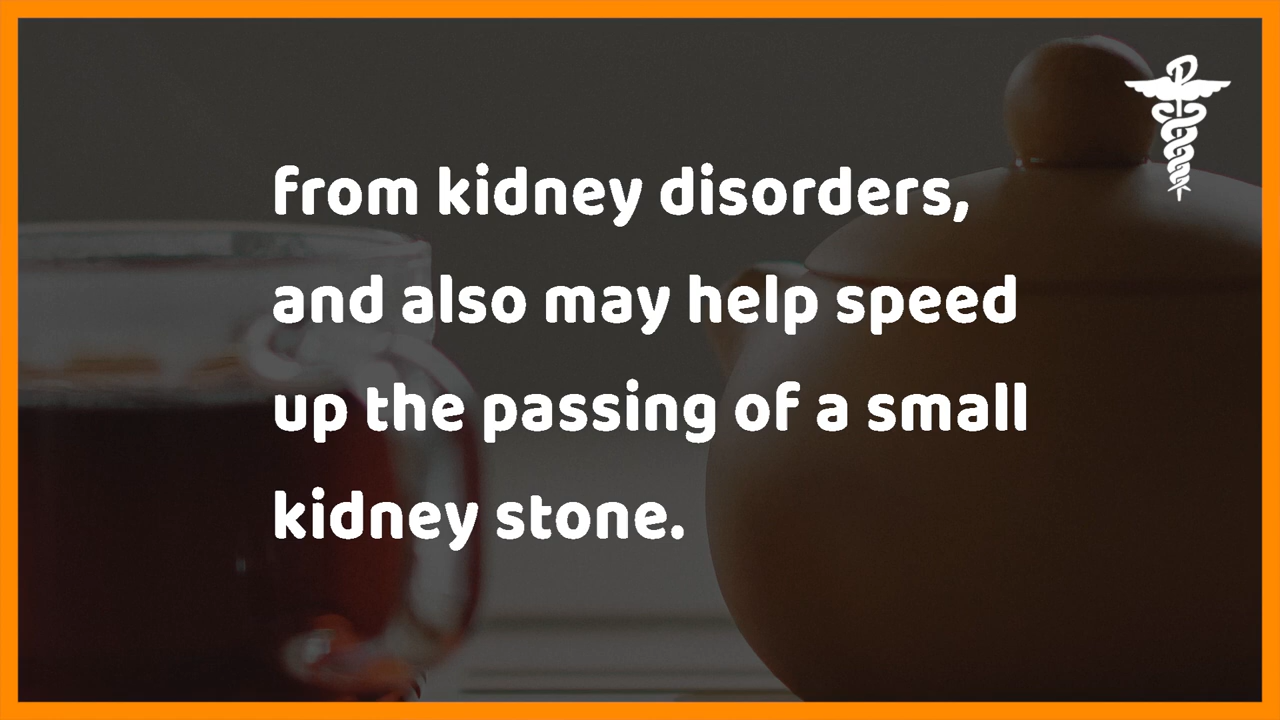 from kidney disorders,
and also may help speed
up the passing of a small
kidney stone.